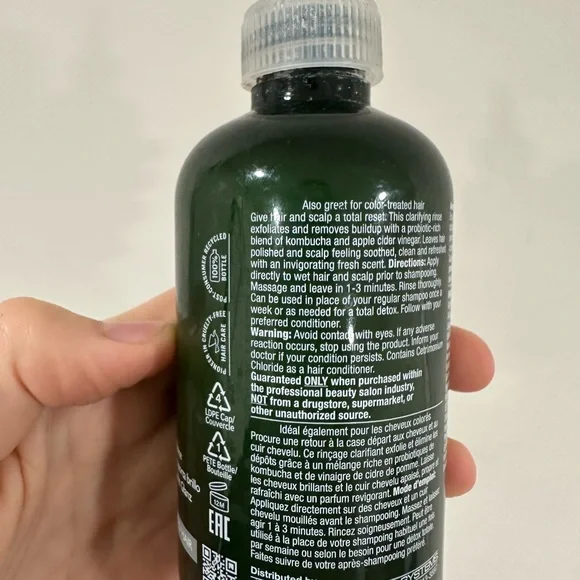 Also great for color-treated hair
Give hair and scalp a total reset. This clarifying rinse
exfoliates and removes buildup with a probiotic-rich
blend of kombucha and apple cider vinegar. Leaves hair
polished and scalp feeling soothed, clean and refreshed
with an invigorating fresh scent. Directions: Apply
directly to wet hair and scalp prior to shampooing.
Massage and leave in 1-3 minutes. Rinse thoroughly.
Can be used in place of your regular shampoo once a
week or as needed for a total detox. Follow with your
preferred conditioner.
Warning: Avoid contact with eyes. If any adverse
reaction occurs, stop using the product. Inform your
doctor if your condition persists. Contains Cetrimonium
Chloride as a hair conditioner.
Guaranteed ONLY when purchased within
the professional beauty salon industry,
NOT from a drugstore, supermarket, or
other unauthorized source.
Idéal également pour les cheveux colorés
Procure une retour à la case départ aux cheveux et au
cuir chevelu. Ce rinçage clarifiant exfolie et élimine les
dépôts grâce à un mélange riche en probiotiques de
kombucha et de vinaigre de cidre de pomme. Laisse
les cheveux brillants et le cuir chevelu apaisé, propre et
rafraîchi avec un parfum revigorant. Mode d'emploi:
Appliquez directement sur des cheveux et un cuir
chevelu mouillés avant le shampooing. Massez et laissez
agir 1 à 3 minutes. Rincez soigneusement. Peut être
utilisé à la place de votre shampooing habituel une fois
par semaine ou selon le besoin pour une détox totale.
Faites suivre de votre après-shampooing préféré.
Distributed by
SYSTEMS
POST-CONSUMER RECYCLED
100%
BOTTLE
PIONEER IN CRUELTY-FREE
HAIR CARE
4
LDPE Cap/
Couvercle
1
PETE Bottle/
Bouteille
12M
EAC
brillo